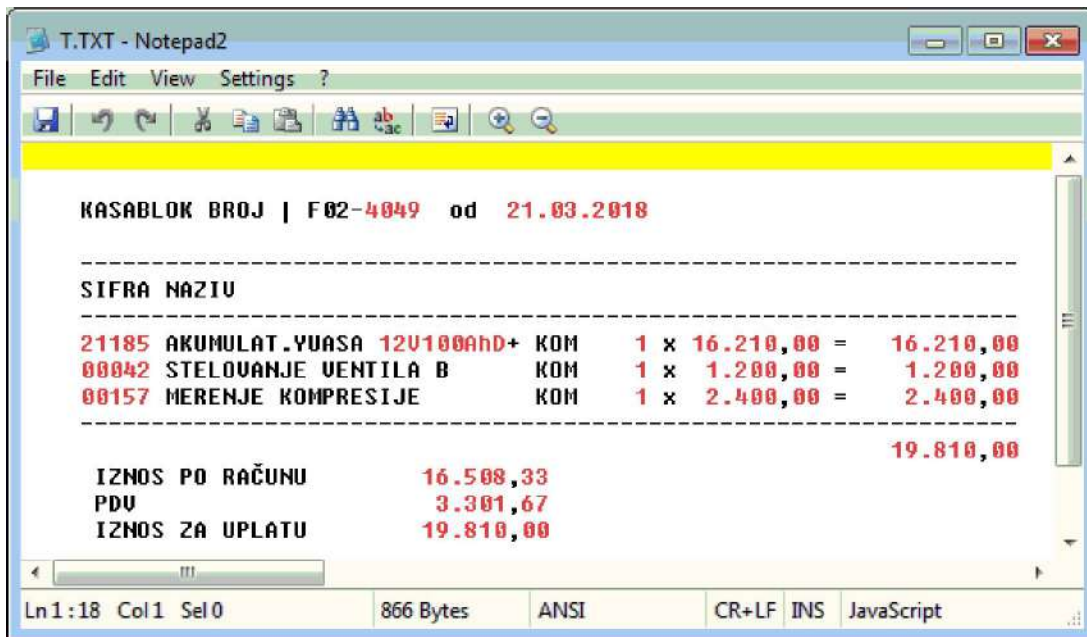 T.TXT - Notepad2
File Edit View Settings ?
KASABLOK BROJ | F02-4049 od 21.03.2018
----------------------------------------------------------------
SIFRA NAZIV
----------------------------------------------------------------
21185 AKUMULAT.YUASA 12V100AhD+ KOM 1 x 16.210,00 = 16.210,00
00042 STELOVANJE VENTILA B KOM 1 x 1.200,00 = 1.200,00
00157 MERENJE KOMPRESIJE KOM 1 x 2.400,00 = 2.400,00
----------------------------------------------------------------
19.810,00
IZNOS PO RAČUNU 16.508,33
PDV 3.301,67
IZNOS ZA UPLATU 19.810,00
Ln 1 : 18 Col 1 Sel 0 866 Bytes ANSI CR+LF INS JavaScript